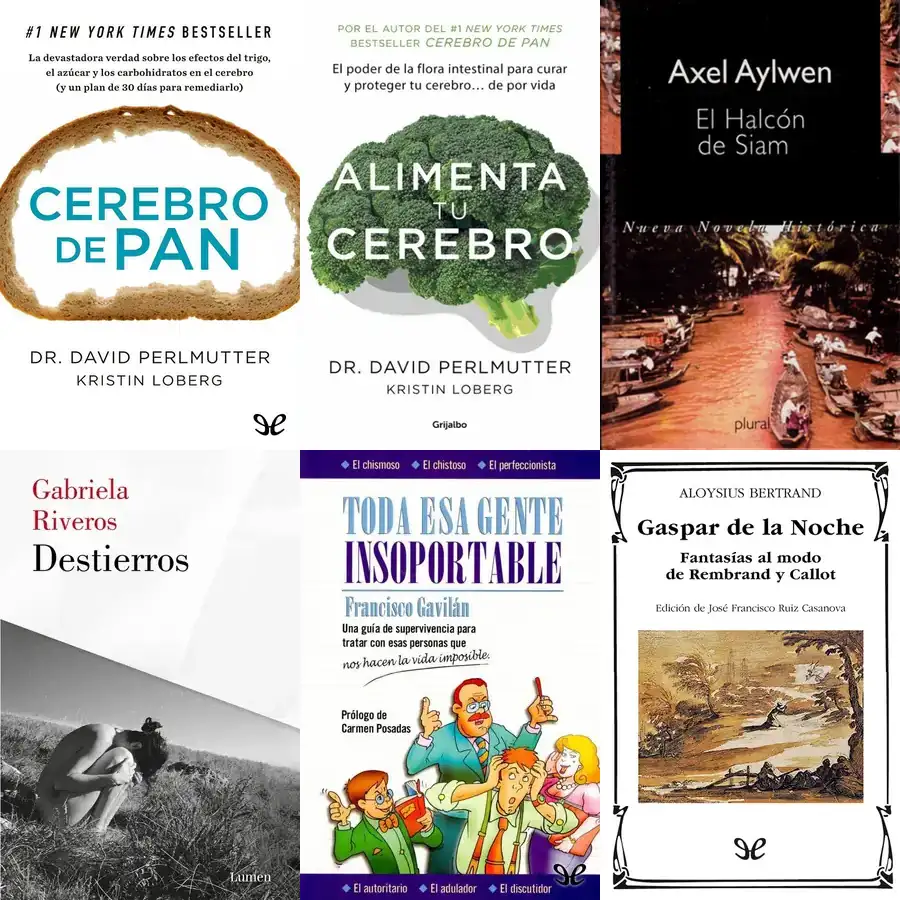 #1 NEW YORK TIMES BESTSELLER
La devastadora verdad sobre los efectos del trigo,
el azúcar y los carbohidratos en el cerebro
(y un plan de 30 días para remediarlo)
CEREBRO
DE PAN
DR. DAVID PERLMUTTER
KRISTIN LOBERG
POR EL AUTOR DEL #1 NEW YORK TIMES
BESTSELLER CEREBRO DE PAN
El poder de la flora intestinal para curar
y proteger tu cerebro... de por vida
ALIMENTA
TU
CEREBRO
DR. DAVID PERLMUTTER
KRISTIN LOBERG
Grijalbo
Axel Aylwen
El Halcón
de Siam
Nueva Novela Histórica
plural
Gabriela
Riveros
Destierros
Lumen
El chismoso El chistoso El perfeccionista
TODA ESA GENTE
INSOPORTABLE
Francisco Gavilán
Una guía de supervivencia para
tratar con esas personas que
nos hacen la vida imposible.
Prólogo de
Carmen Posadas
El autoritario El adulador El discutidor
ALOYSIUS BERTRAND
Gaspar de la Noche
Fantasías al modo
de Rembrand y Callot
Edición de José Francisco Ruiz Casanova